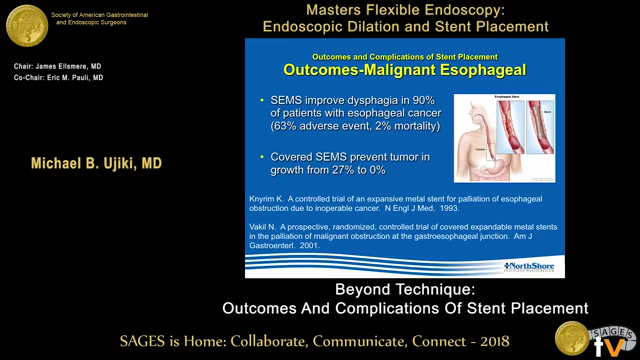 Society of American Gastrointestinal
and Endoscopic Surgeons
Chair: James Ellsmere, MD
Co-Chair: Eric M. Pauli, MD
Michael B. Ujiki, MD
Masters Flexible Endoscopy:
Endoscopic Dilation and Stent Placement
Outcomes and Complications of Stent Placement
Outcomes-Malignant Esophageal
• SEMS improve dysphagia in 90%
of patients with esophageal cancer
(63% adverse event, 2% mortality)
• Covered SEMS prevent tumor in
growth from 27% to 0%
Knyrim K. A controlled trial of an expansive metal stent for palliation of esophageal
obstruction due to inoperable cancer. N Engl J Med. 1993.
Vakil N. A prospective, randomized, controlled trial of covered expandable metal stents
in the palliation of malignant obstruction at the gastroesophageal junction. Am J
Gastroenterl. 2001.
NorthShore
Beyond Technique:
Outcomes And Complications Of Stent Placement
SAGES is Home: Collaborate, Communicate, Connect - 2018
SAGES
tv